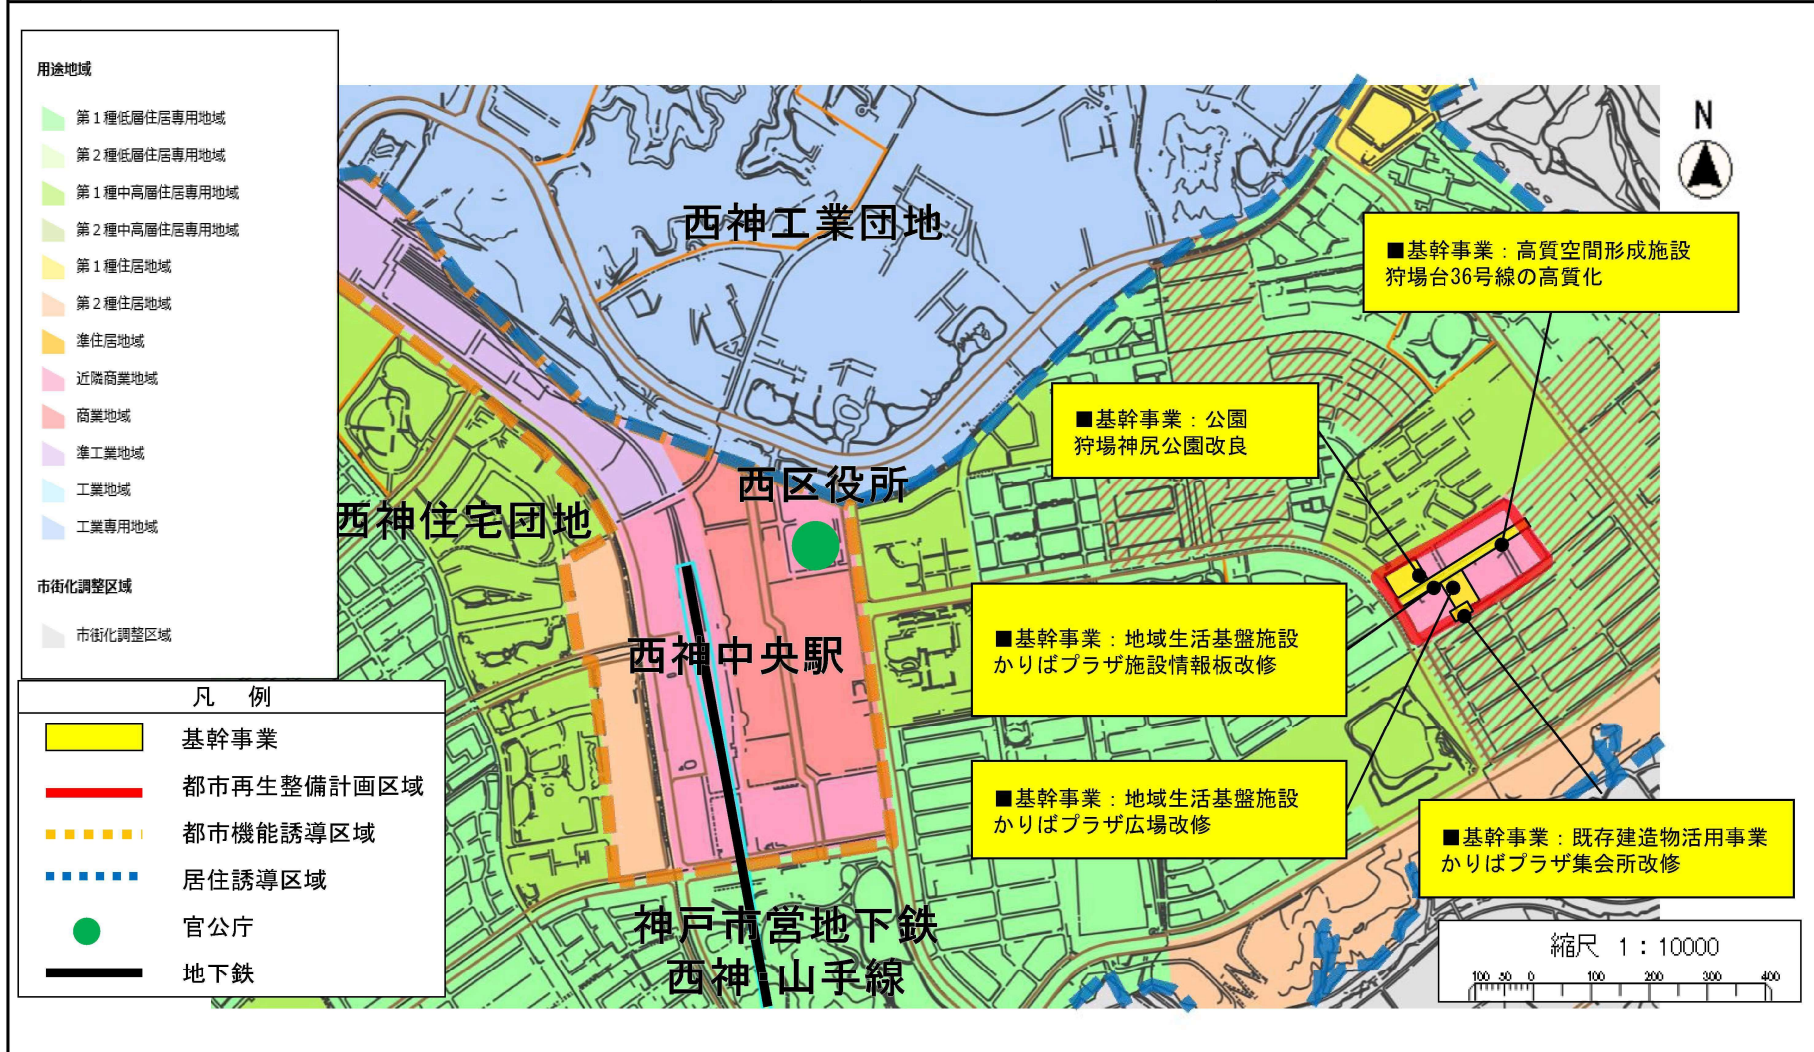 用途地域
第1種低層住居専用地域
第2種低層住居専用地域
第1種中高層住居専用地域
第2種中高層住居専用地域
第1種住居地域
第2種住居地域
準住居地域
近隣商業地域
商業地域
準工業地域
工業地域
工業専用地域
市街化調整区域
市街化調整区域
凡 例
基幹事業
都市再生整備計画区域
都市機能誘導区域
居住誘導区域
官公庁
地下鉄
西神工業団地
西区役所
西神住宅団地
西神中央駅
神戸市営地下鉄
西神・山手線
N
■基幹事業:高質空間形成施設
狩場台36号線の高質化
■基幹事業:公園
狩場神尻公園改良
■基幹事業:地域生活基盤施設
かりばプラザ施設情報板改修
■基幹事業:地域生活基盤施設
かりばプラザ広場改修
■基幹事業:既存建造物活用事業
かりばプラザ集会所改修
縮尺 1:10000
100 50 0 100 200 300 400